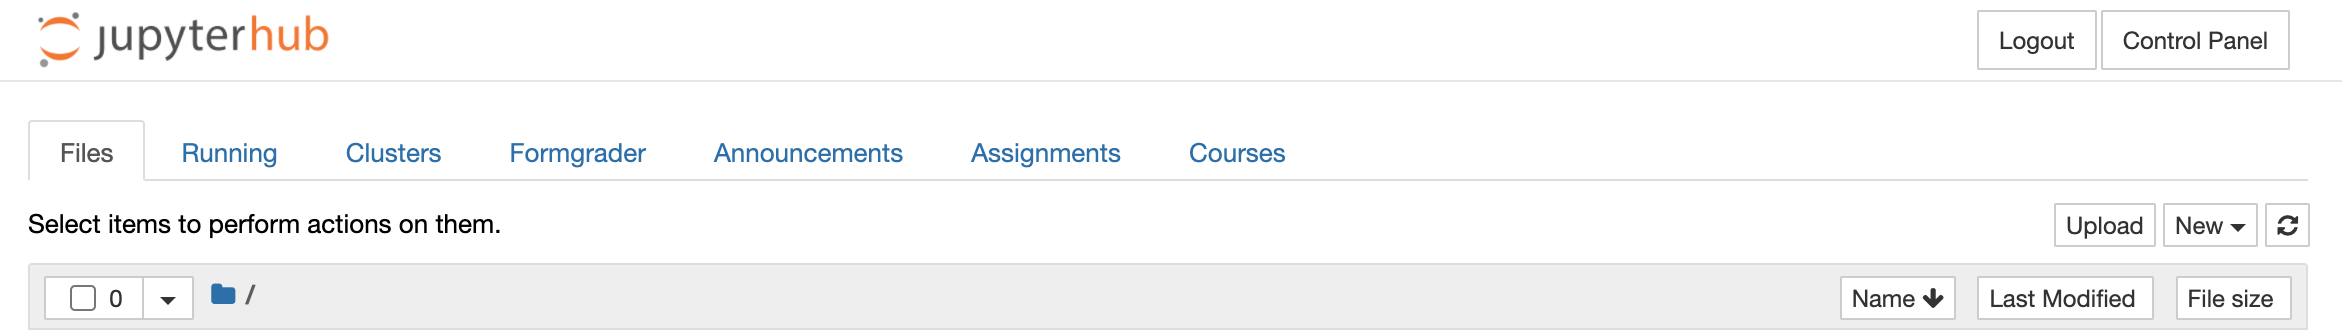 jupyterhub
Logout Control Panel
Files Running Clusters Formgrader Announcements Assignments Courses
Select items to perform actions on them.
Upload New
0 / Name Last Modified File size